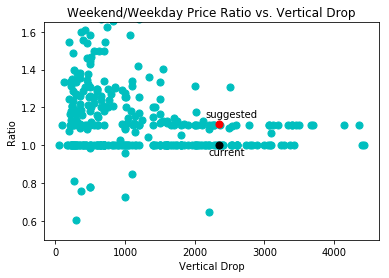 Weekend/Weekday Price Ratio vs. Vertical Drop
1.6
1.4
1.2
1.0
0.8
0.6
Ratio
suggested
current
0 1000 2000 3000 4000
Vertical Drop